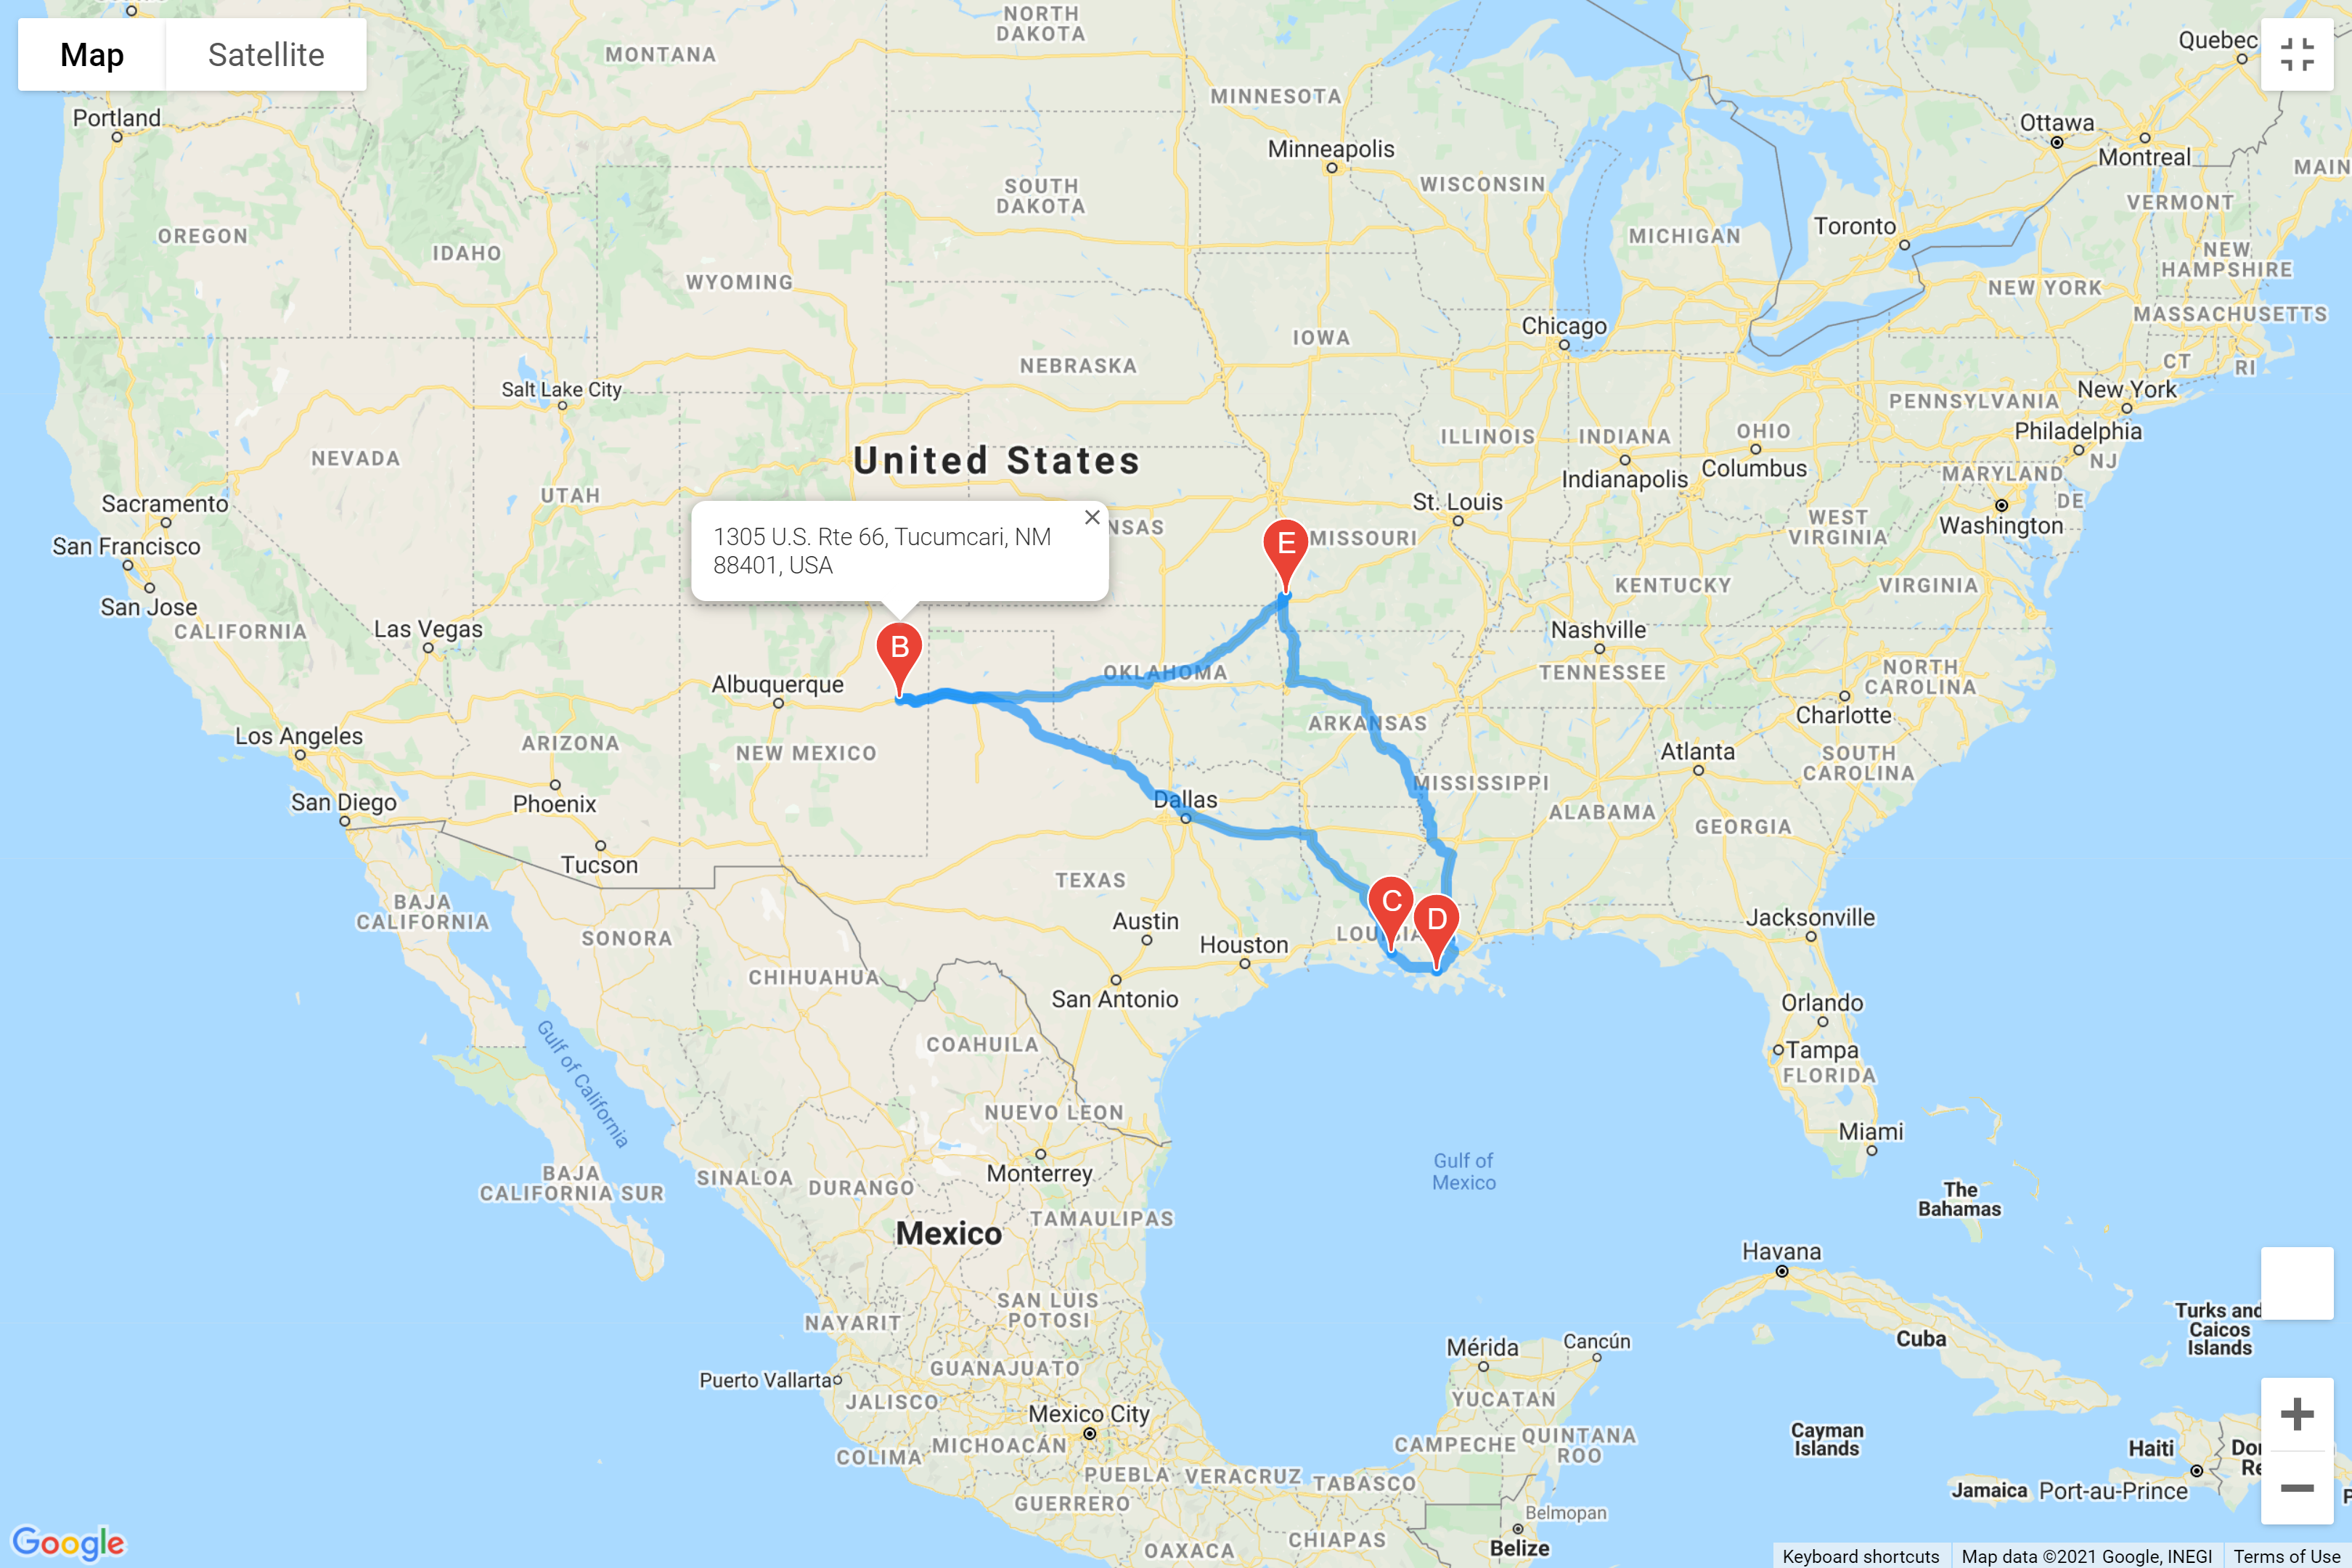 Map
Satellite
NORTH
DAKOTA
MONTANA
Quebec
MINNESOTA
Portland
Ottawa
Montreal
Minneapolis
MAIN
WISCONSIN
SOUTH
DAKOTA
VERMONT
OREGON
IDAHO
MICHIGAN
Toronto
NEW
HAMPSHIRE
WYOMING
NEW YORK
MASSACHUSETTS
Chicago
IOWA
NEBRASKA
CT
RI
Salt Lake City
New York
PENNSYLVANIA
ILLINOIS
INDIANA
OHIO
Philadelphia
United States
NEVADA
Indianapolis
Columbus
MARYLAND
NJ
UTAH
Sacramento
St. Louis
DE
WEST
VIRGINIA
Washington
1305 U.S. Rte 66, Tucumcari, NM
88401, USA
NSAS
E
MISSOURI
San Francisco
San Jose
KENTUCKY
VIRGINIA
CALIFORNIA
Las Vegas
Nashville
B
OKLAHOMA
TENNESSEE
NORTH
CAROLINA
Albuquerque
Charlotte
ARKANSAS
Los Angeles
ARIZONA
NEW MEXICO
Atlanta
SOUTH
CAROLINA
MISSISSIPPI
San Diego
Phoenix
Dallas
ALABAMA
GEORGIA
Tucson
TEXAS
BAJA
CALIFORNIA
C
D
Jacksonville
Austin
LOUISIA
SONORA
Houston
CHIHUAHUA
San Antonio
Orlando
Gulf of California
COAHUILA
Tampa
FLORIDA
NUEVO LEON
Miami
Gulf of
Mexico
Monterrey
BAJA
CALIFORNIA SUR
SINALOA
DURANGO
The
Bahamas
TAMAULIPAS
Mexico
Havana
SAN LUIS
POTOSI
NAYARIT
Turks and
Caicos
Islands
Cuba
Mérida
Cancún
GUANAJUATO
Puerto Vallarta
JALISCO
YUCATAN
Mexico City
CAMPECHE
QUINTANA
ROO
Cayman
Islands
MICHOACÁN
COLIMA
Haiti
Dor
Re
PUEBLA
VERACRUZ
TABASCO
Jamaica
Port-au-Prince
GUERRERO
Belmopan
CHIAPAS
Belize
OAXACA
Google
Keyboard shortcuts
Map data ©2021 Google, INEGI
Terms of Use